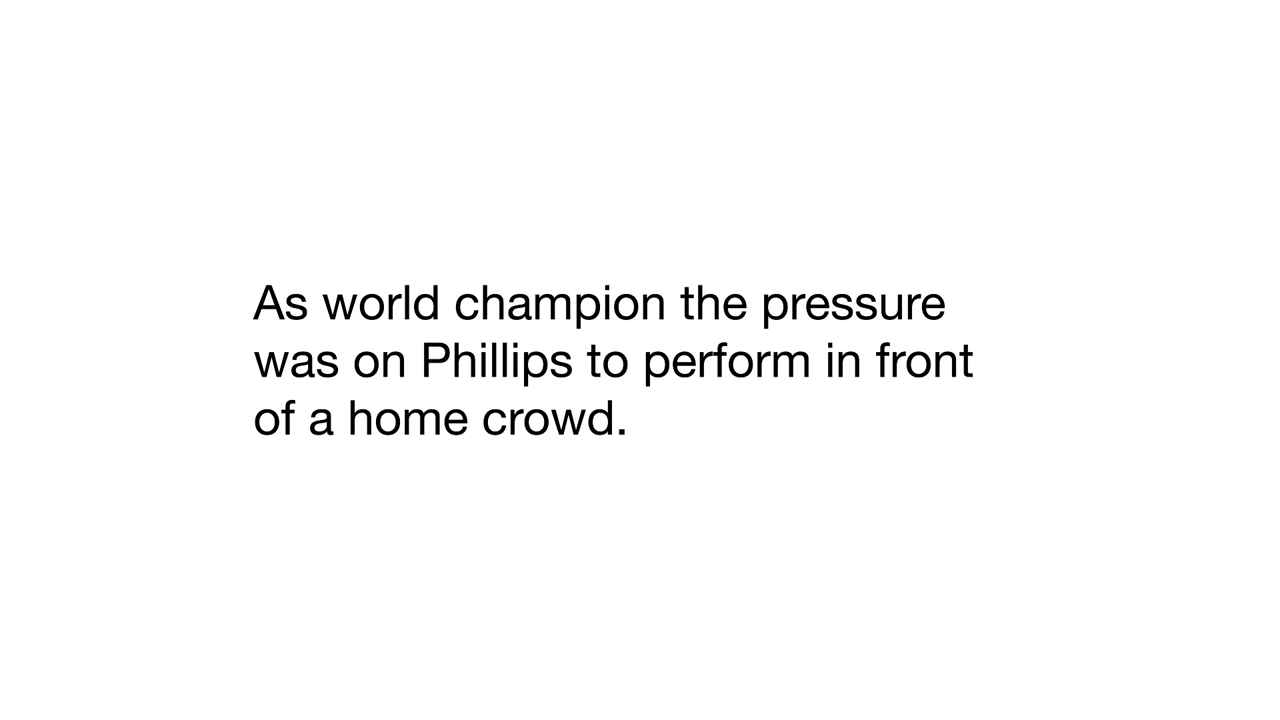 As world champion the pressure
was on Phillips to perform in front
of a home crowd.